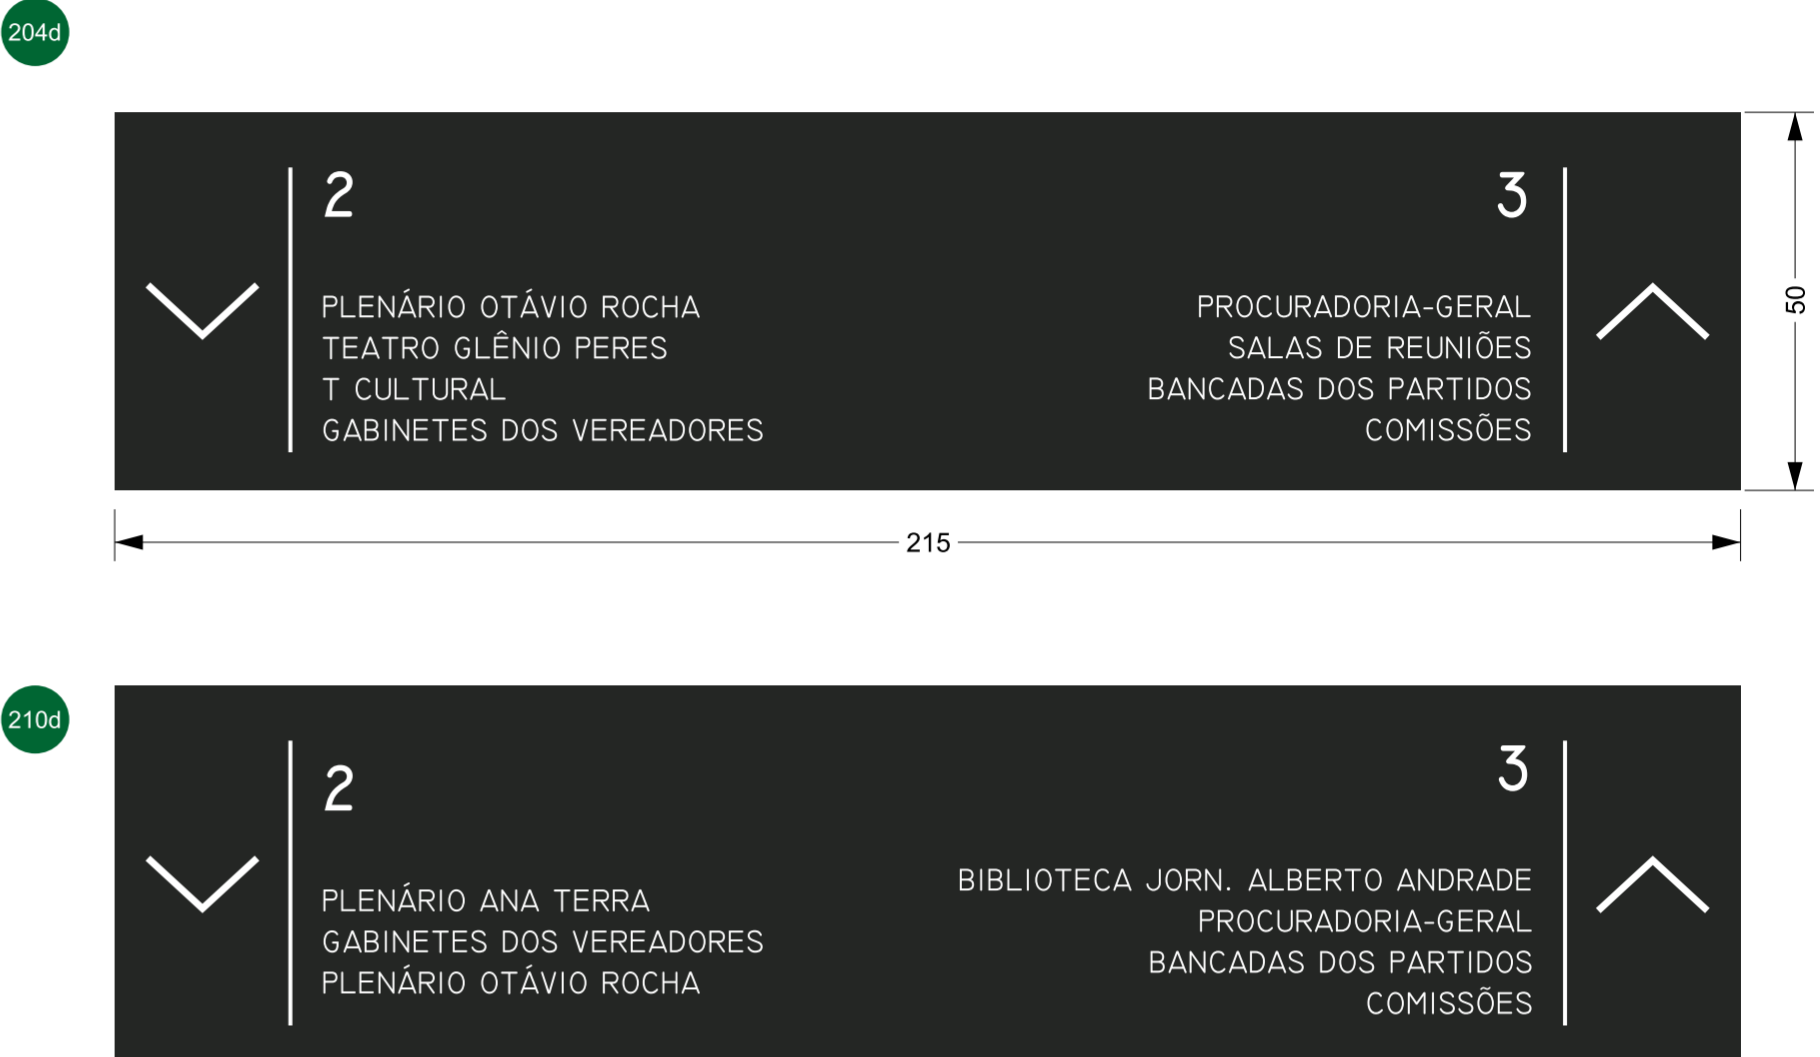 204d
2
PLENÁRIO OTÁVIO ROCHA
TEATRO GLÊNIO PERES
T CULTURAL
GABINETES DOS VEREADORES
3
PROCURADORIA-GERAL
SALAS DE REUNIÕES
BANCADAS DOS PARTIDOS
COMISSÕES
50
215
210d
2
PLENÁRIO ANA TERRA
GABINETES DOS VEREADORES
PLENÁRIO OTÁVIO ROCHA
3
BIBLIOTECA JORN. ALBERTO ANDRADE
PROCURADORIA-GERAL
BANCADAS DOS PARTIDOS
COMISSÕES